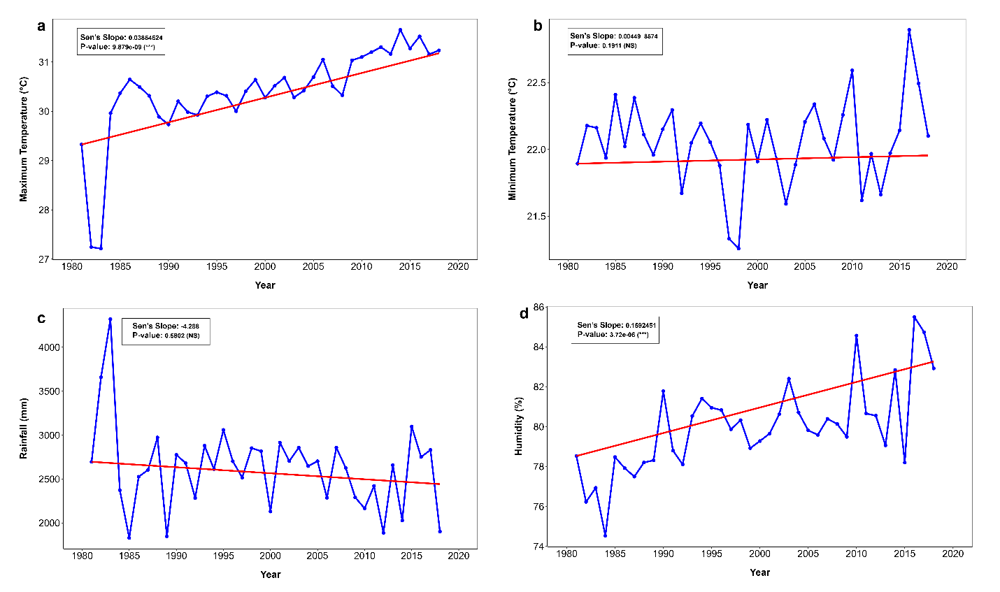 a
Sen's Slope: 0.03854624
P-value: 9.879e-09 (***)
Maximum Temperature (°C)
31
30
29
28
27
1980 1985 1990 1995 2000 2005 2010 2015 2020
Year
b
Sen's Slope: 0.00449 8574
P-value: 0.1911 (NS)
Minimum Temperature (°C)
22.5
22.0
21.5
1980 1985 1990 1995 2000 2005 2010 2015 2020
Year
c
Sen's Slope: -4.288
P-value: 0.5802 (NS)
Rainfall (mm)
4000
3500
3000
2500
2000
1980 1985 1990 1995 2000 2005 2010 2015 2020
Year
d
Sen's Slope: 0.1592451
P-value: 3.72e-06 (***)
Humidity (%)
86
84
82
80
78
76
74
1980 1985 1990 1995 2000 2005 2010 2015 2020
Year